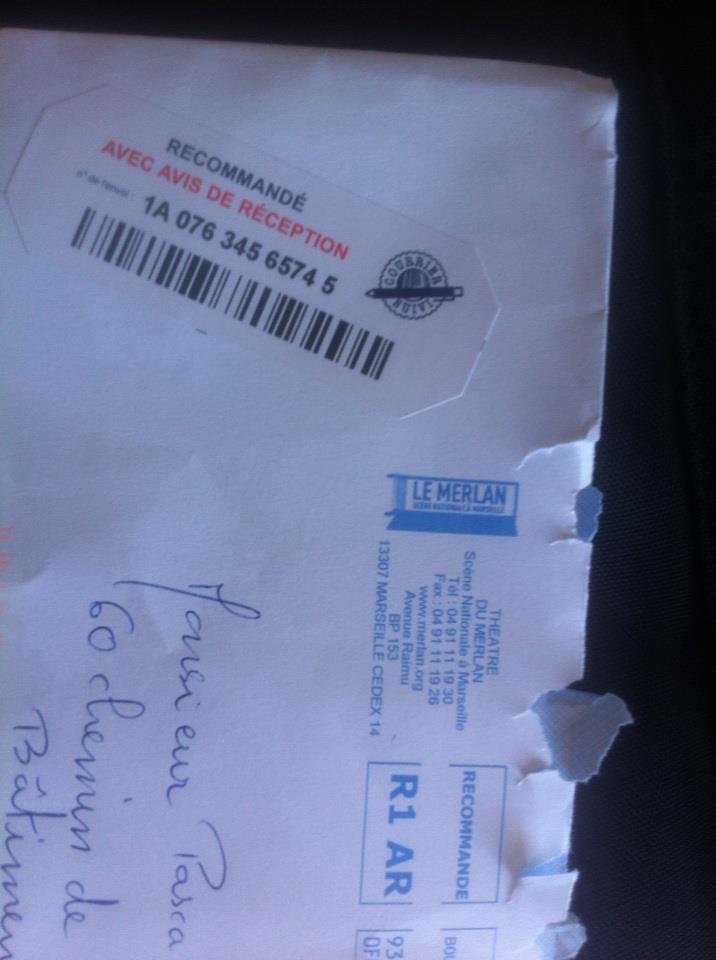 RECOMMANDÉ
AVEC AVIS DE RÉCEPTION
n° de l'envoi :
1A 076 345 6574 5
COURRIER
LE MERLAN
SCÈNE NATIONALE À MARSEILLE
THEATRE
DU MERLAN
Scène Nationale à Marseille
Tél : 04 91 11 19 30
Fax : 04 91 11 19 26
www.merlan.org
Avenue Raimu
BP 153
13307 MARSEILLE CEDEX 14
RECOMMANDE
R1 AR
93
OF
Monsieur Pasca
60 chemin de
Bâtimen